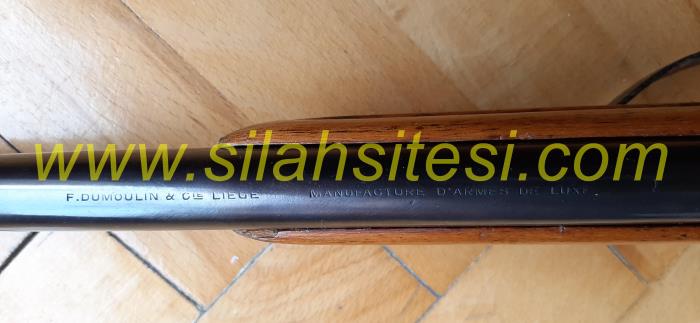 www.silahsitesi.com
F. DUMOULIN & CIE LIEGE MANUFACTURE D'ARMES DE LUXE